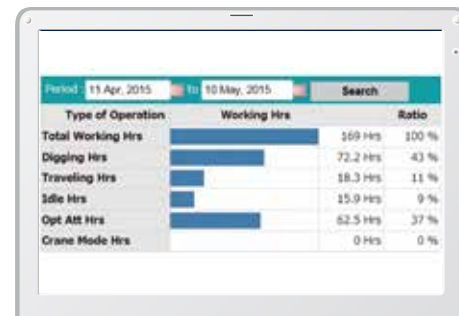 Period : 11 Apr, 2015 to 10 May, 2015 Search
Type of Operation Working Hrs Ratio
Total Working Hrs 169 Hrs 100 %
Digging Hrs 72.2 Hrs 43 %
Traveling Hrs 18.3 Hrs 11 %
Idle Hrs 15.9 Hrs 9 %
Opt Att Hrs 62.5 Hrs 37 %
Crane Mode Hrs 0 Hrs 0 %